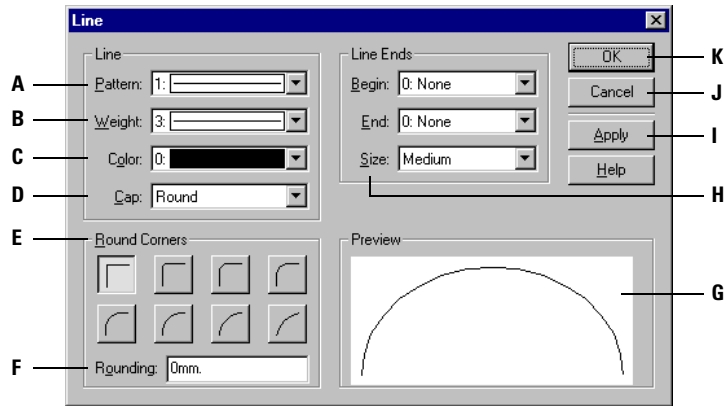 Line
Line
A Pattern: 1:
B Weight: 3:
C Color: 0:
D Cap: Round
Line Ends
Begin: 0: None
End: 0: None
Size: Medium
H
OK K
Cancel J
Apply I
Help
E Round Corners
F Rounding: 0mm.
Preview
G